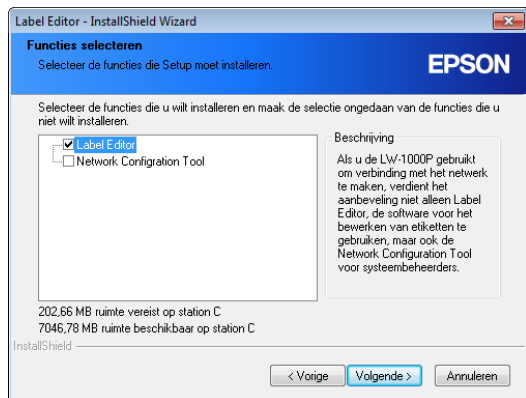 Label Editor - InstallShield Wizard
Functies selecteren
Selecteer de functies die Setup moet installeren.
EPSON
Selecteer de functies die u wilt installeren en maak de selectie ongedaan van de functies die u
niet wilt installeren.
Label Editor
Network Configration Tool
Beschrijving
Als u de LW-1000P gebruikt
om verbinding met het netwerk
te maken, verdient het
aanbeveling niet alleen Label
Editor, de software voor het
bewerken van etiketten te
gebruiken, maar ook de
Network Configration Tool
voor systeembeheerders.
202,66 MB ruimte vereist op station C
7046,78 MB ruimte beschikbaar op station C
InstallShield
< Vorige
Volgende >
Annuleren